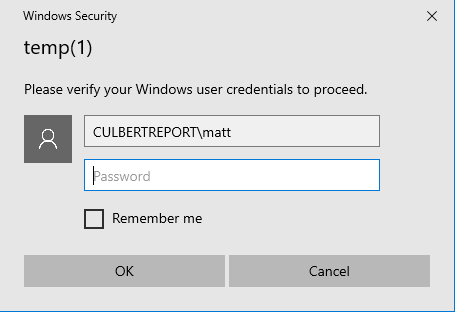 Windows Security
temp(1)
Please verify your Windows user credentials to proceed.
CULBERTREPORT\matt
Password
Remember me
OK
Cancel